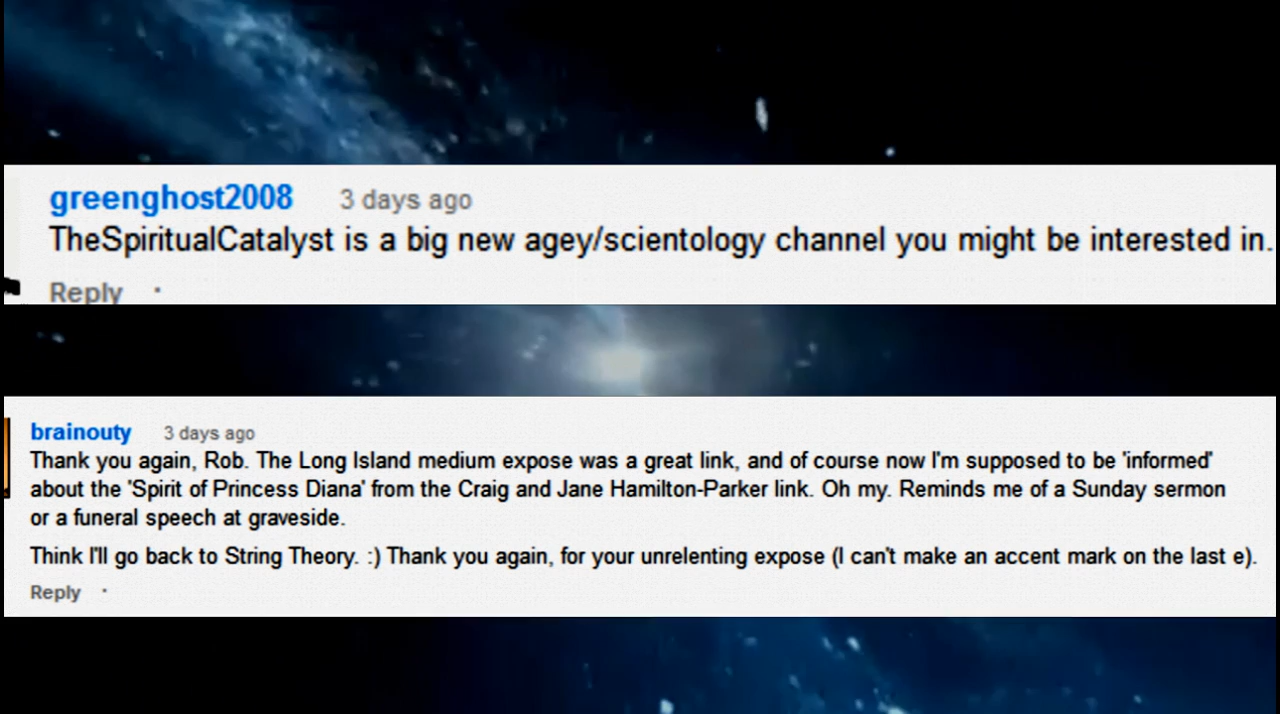 greenghost2008 3 days ago
TheSpiritualCatalyst is a big new agey/scientology channel you might be interested in.
Reply ·
brainouty 3 days ago
Thank you again, Rob. The Long Island medium expose was a great link, and of course now I'm supposed to be 'informed'
about the 'Spirit of Princess Diana' from the Craig and Jane Hamilton-Parker link. Oh my. Reminds me of a Sunday sermon
or a funeral speech at graveside.
Think I'll go back to String Theory. :) Thank you again, for your unrelenting expose (I can't make an accent mark on the last e).
Reply ·